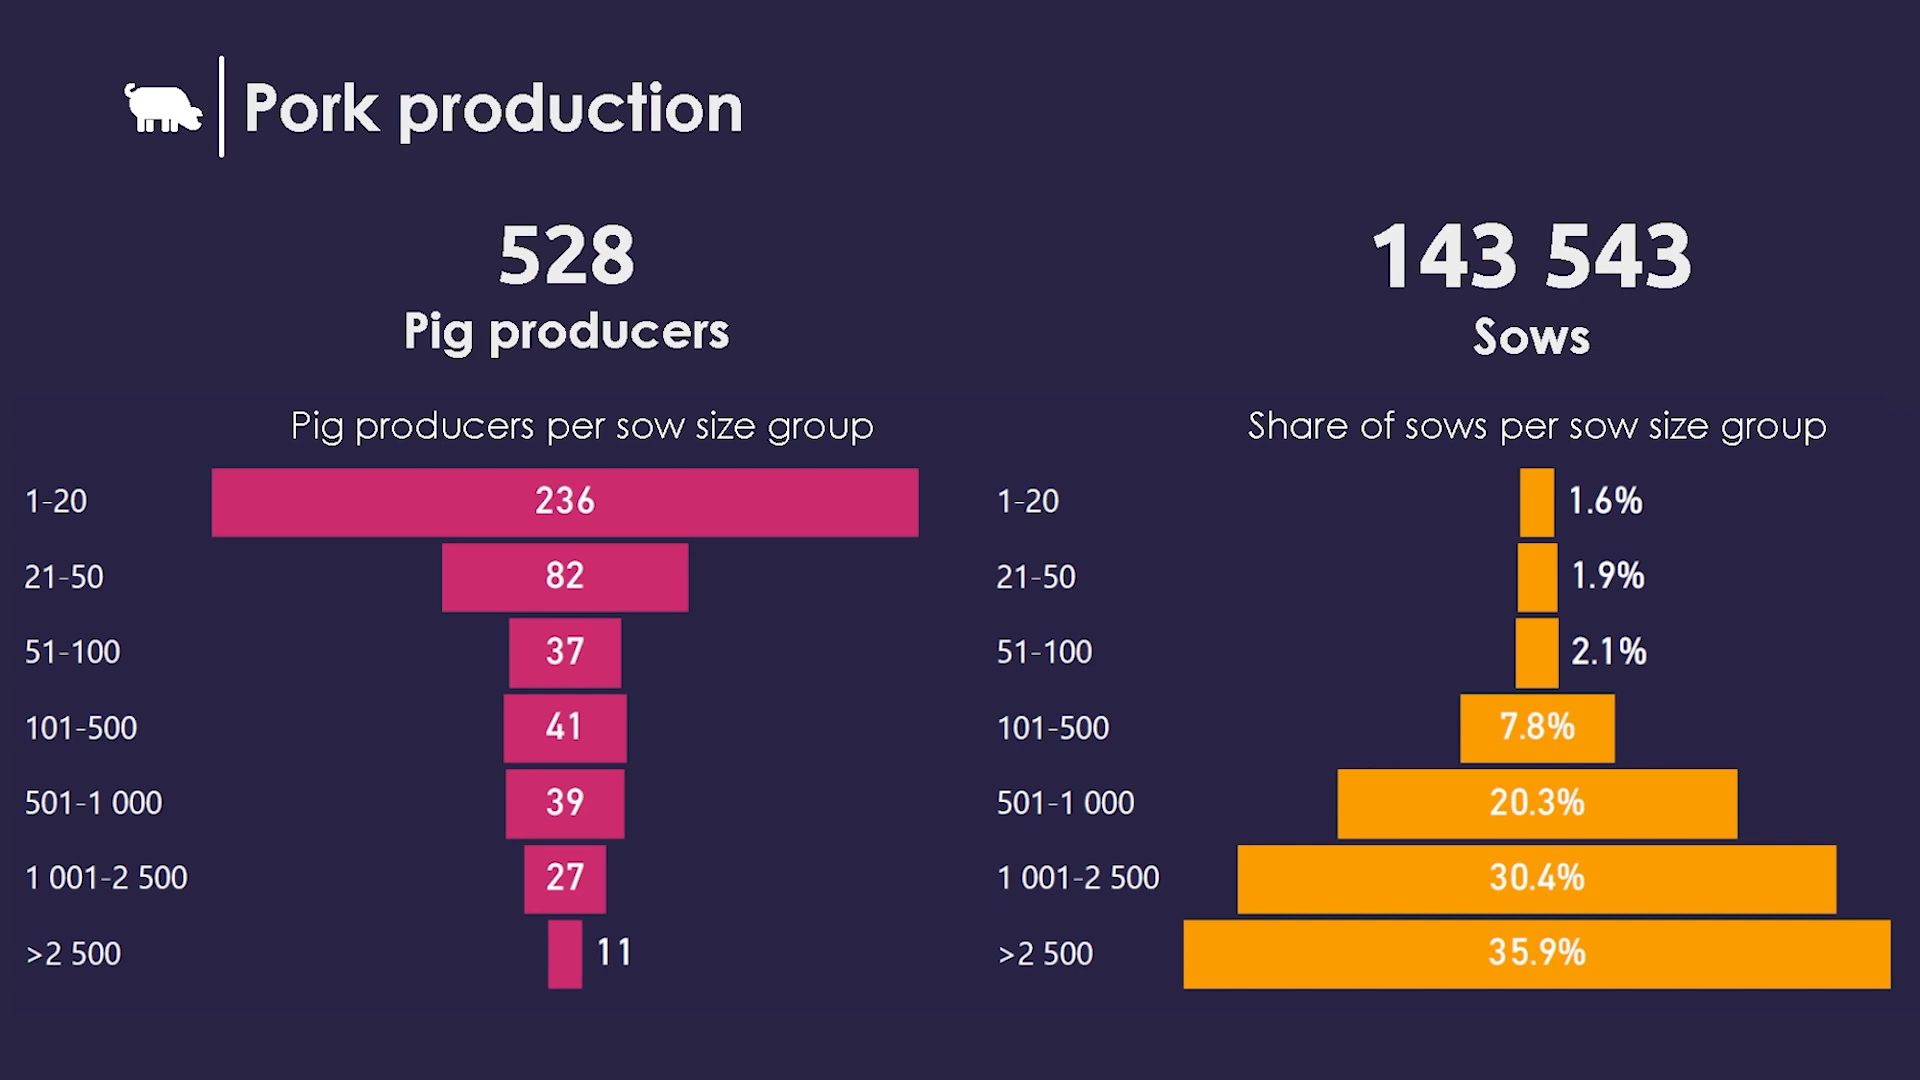 Pork production
528
Pig producers
143 543
Sows
Pig producers per sow size group
1-20 236
21-50 82
51-100 37
101-500 41
501-1 000 39
1 001-2 500 27
>2 500 11
Share of sows per sow size group
1-20 1.6%
21-50 1.9%
51-100 2.1%
101-500 7.8%
501-1 000 20.3%
1 001-2 500 30.4%
>2 500 35.9%